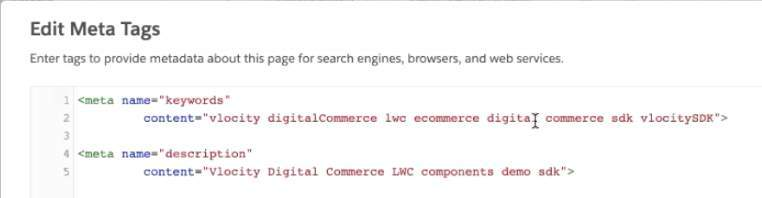 Edit Meta Tags
Enter tags to provide metadata about this page for search engines, browsers, and web services.
1 <meta name="keywords"
2 content="vlocity digitalCommerce lwc ecommerce digital commerce sdk vlocitySDK">
3
4 <meta name="description"
5 content="Vlocity Digital Commerce LWC components demo sdk">